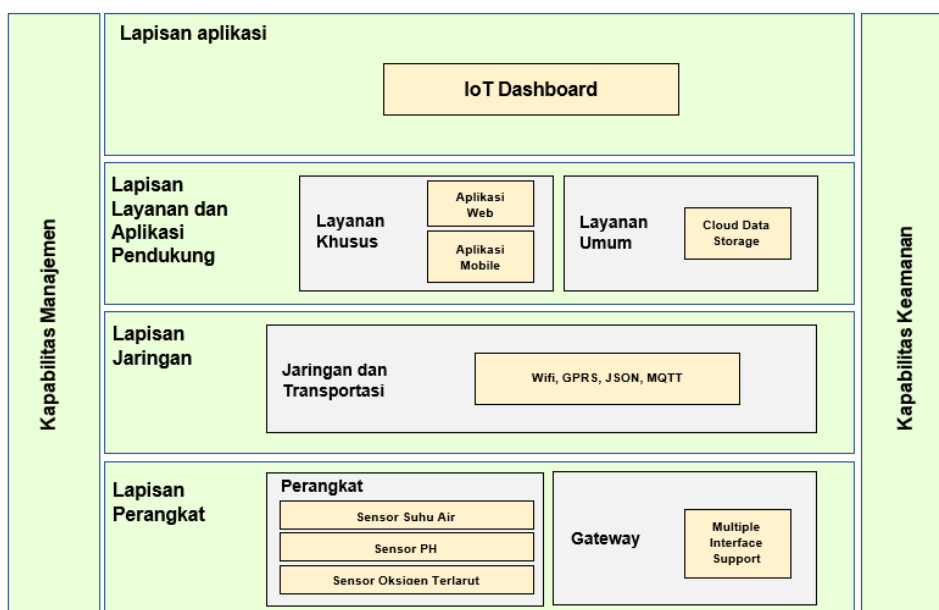 Kapabilitas Manajemen
Lapisan aplikasi
IoT Dashboard
Lapisan
Layanan dan
Aplikasi
Pendukung
Layanan
Khusus
Aplikasi
Web
Aplikasi
Mobile
Layanan
Umum
Cloud Data
Storage
Lapisan
Jaringan
Jaringan dan
Transportasi
Wifi, GPRS, JSON, MQTT
Lapisan
Perangkat
Perangkat
Sensor Suhu Air
Sensor PH
Sensor Oksigen Terlarut
Gateway
Multiple
Interface
Support
Kapabilitas Keamanan